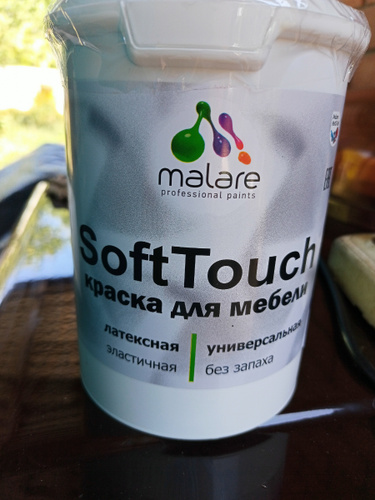 malare
professional paints
SoftTouch
краска для мебели
латексная
эластичная
универсальная
без запаха